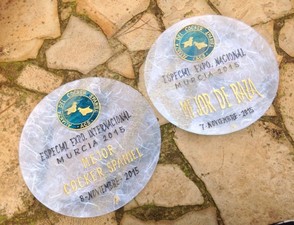 ESPECIAL EXPO. INTERNACIONAL
MURCIA 2015
MEJOR
COCKER SPANIEL
8-NOVIEMBRE-2015
ESPECIAL EXPO. NACIONAL
MURCIA 2015
MEJOR DE RAZA
7-NOVIEMBRE-2015